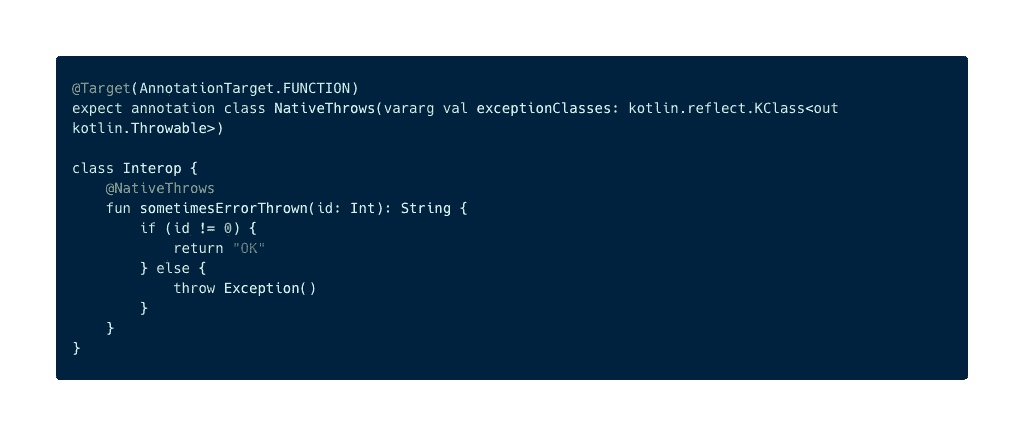 @Target(AnnotationTarget.FUNCTION)
expect annotation class NativeThrows(vararg val exceptionClasses: kotlin.reflect.KClass<out
kotlin.Throwable>)

class Interop {
    @NativeThrows
    fun sometimesErrorThrown(id: Int): String {
        if (id != 0) {
            return "OK"
        } else {
            throw Exception()
        }
    }
}